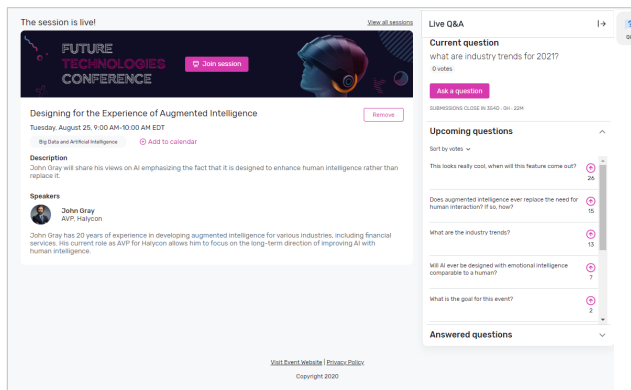 The session is live!
View all sessions
FUTURE
TECHNOLOGIES
CONFERENCE
Join session
Designing for the Experience of Augmented Intelligence
Remove
Tuesday, August 25, 9:00 AM-10:00 AM EDT
Big Data and Artificial Intelligence
Add to calendar
Description
John Gray will share his views on AI emphasizing the fact that it is designed to enhance human intelligence rather than
replace it.
Speakers
John Gray
AVP, Halycon
John Gray has 20 years of experience in developing augmented intelligence for various industries, including financial
services. His current role as AVP for Halycon allows him to focus on the long-term direction of improving AI with
human intelligence.
Live Q&A
Current question
what are industry trends for 2021?
0 votes
Ask a question
SUBMISSIONS CLOSE IN 354D : 0H : 22M
Upcoming questions
Sort by votes
This looks really cool, when will this feature come out?
26
Does augmented intelligence ever replace the need for
human interaction? If so, how?
15
What are the industry trends?
13
Will AI ever be designed with emotional intelligence
comparable to a human?
7
What is the goal for this event?
2
Answered questions
Visit Event Website | Privacy Policy
Copyright 2020